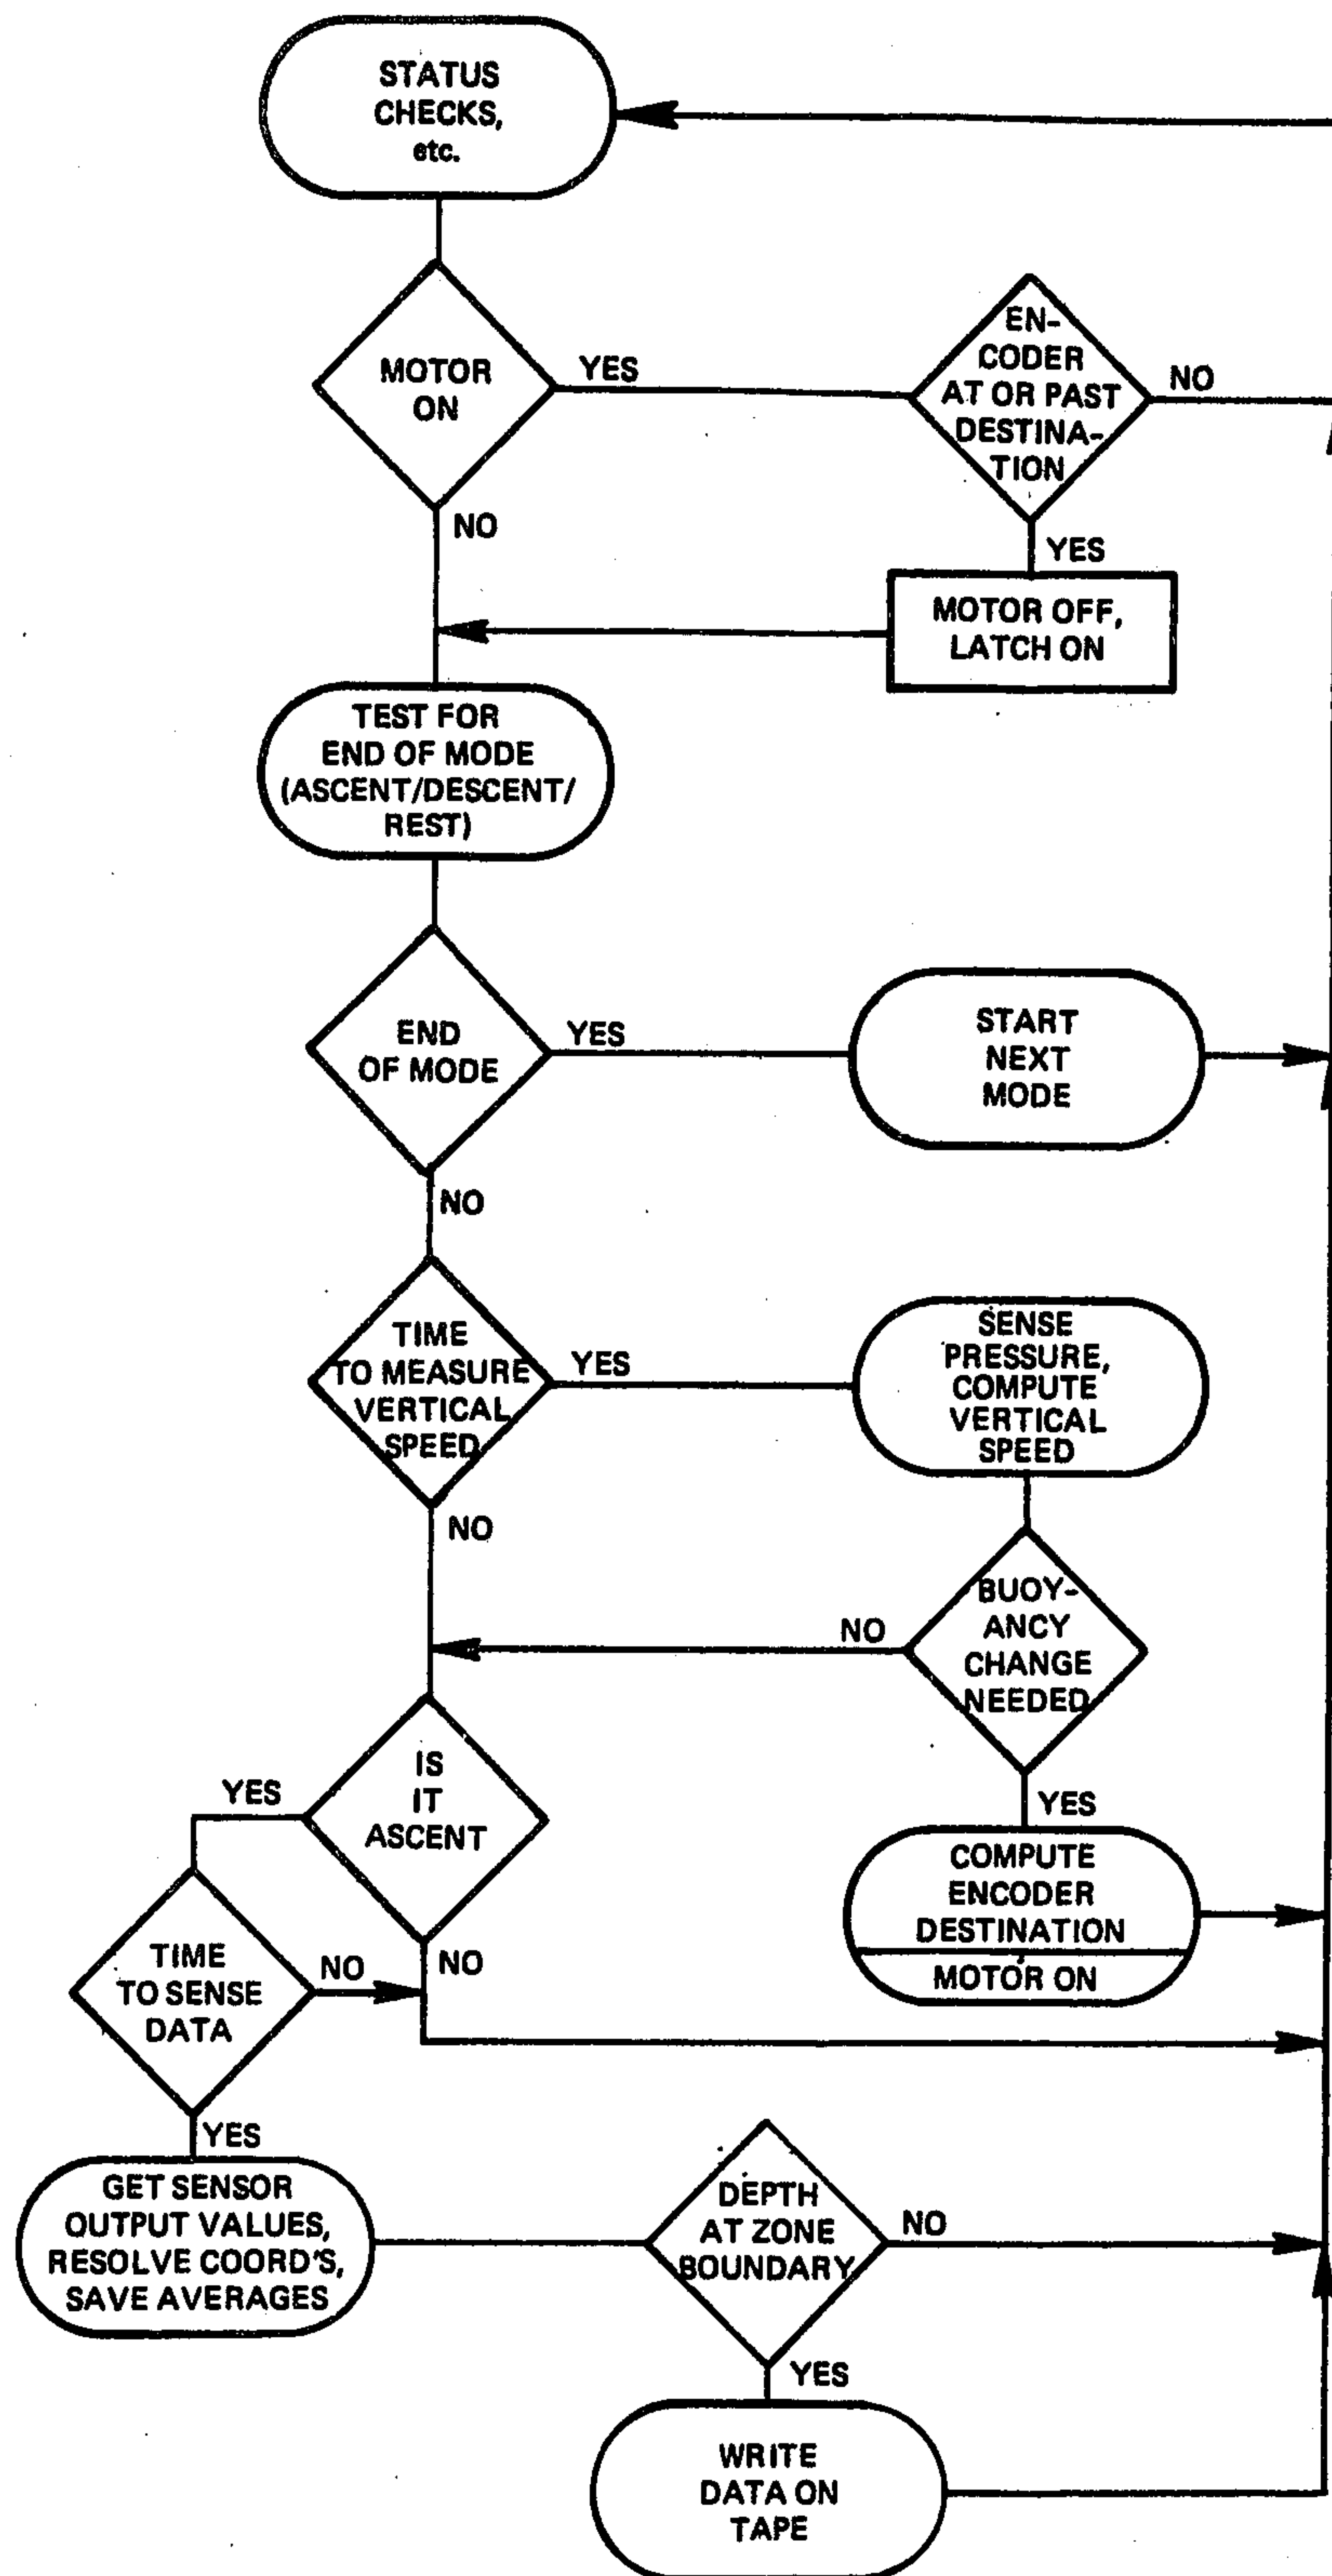 STATUS
CHECKS,
etc.
MOTOR
ON
YES
EN-
CODER
AT OR PAST
DESTINA-
TION
NO
NO
YES
MOTOR OFF,
LATCH ON
TEST FOR
END OF MODE
(ASCENT/DESCENT/
REST)
END
OF MODE
YES
START
NEXT
MODE
NO
TIME
TO MEASURE
VERTICAL
SPEED
YES
SENSE
PRESSURE,
COMPUTE
VERTICAL
SPEED
NO
BUOY-
ANCY
CHANGE
NEEDED
NO
YES
IS
IT
ASCENT
YES
NO
COMPUTE
ENCODER
DESTINATION
MOTOR ON
TIME
TO SENSE
DATA
NO
YES
GET SENSOR
OUTPUT VALUES,
RESOLVE COORD'S,
SAVE AVERAGES
DEPTH
AT ZONE
BOUNDARY
NO
YES
WRITE
DATA ON
TAPE